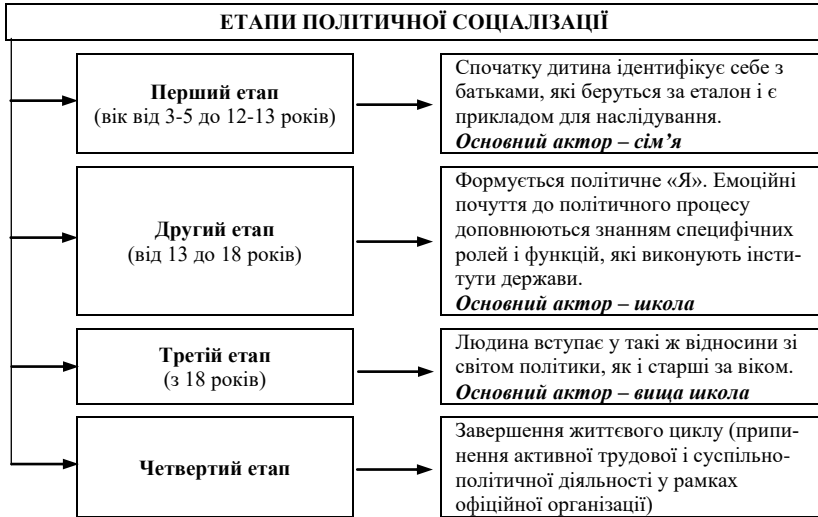 ЕТАПИ ПОЛІТИЧНОЇ СОЦІАЛІЗАЦІЇ
Перший етап
(вік від 3-5 до 12-13 років)
Спочатку дитина ідентифікує себе з
батьками, які беруться за еталон і є
прикладом для наслідування.
Основний актор – сім’я
Другий етап
(від 13 до 18 років)
Формується політичне «Я». Емоційні
почуття до політичного процесу
доповнюються знанням специфічних
ролей і функцій, які виконують інсти-
тути держави.
Основний актор – школа
Третій етап
(з 18 років)
Людина вступає у такі ж відносини зі
світом політики, як і старші за віком.
Основний актор – вища школа
Четвертий етап
Завершення життєвого циклу (припи-
нення активної трудової і суспільно-
політичної діяльності у рамках
офіційної організації)